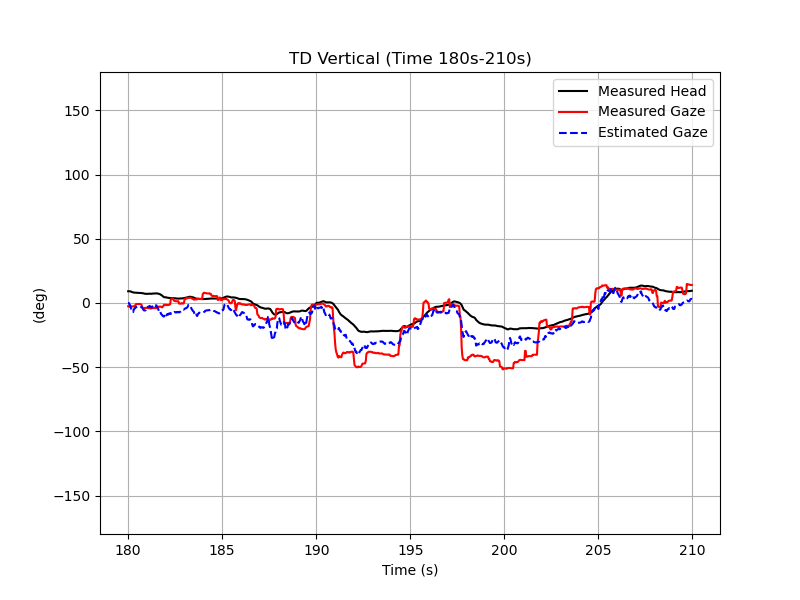 TD Vertical (Time 180s-210s)
Measured Head
Measured Gaze
Estimated Gaze
150
100
50
0
−50
−100
−150
(deg)
180 185 190 195 200 205 210
Time (s)